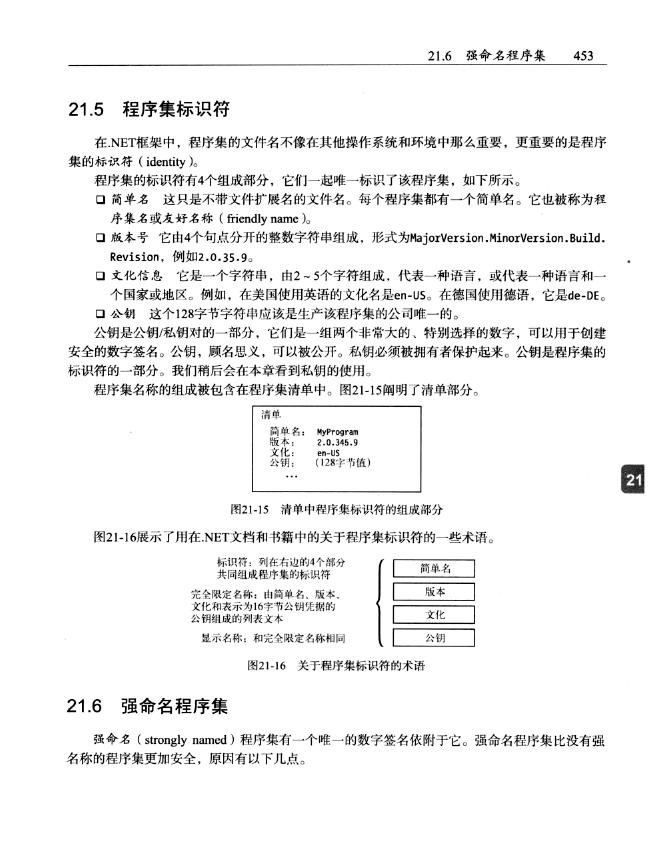 21.6 强命名程序集 453
21.5 程序集标识符
在.NET框架中，程序集的文件名不像在其他操作系统和环境中那么重要，更重要的是程序
集的标识符（identity）。
程序集的标识符有4个组成部分，它们一起唯一标识了该程序集，如下所示。
简单名 这只是不带文件扩展名的文件名。每个程序集都有一个简单名。它也被称为程
序集名或友好名称（friendly name）。
版本号 它由4个句点分开的整数字符串组成，形式为MajorVersion.MinorVersion.Build.
Revision，例如2.0.35.9。
文化信息 它是一个字符串，由2～5个字符组成，代表一种语言，或代表一种语言和一
个国家或地区。例如，在美国使用英语的文化名是en-US。在德国使用德语，它是de-DE。
公钥 这个128字节字符串应该是生产该程序集的公司唯一的。
公钥是公钥/私钥对的一部分，它们是一组两个非常大的、特别选择的数字，可以用于创建
安全的数字签名。公钥，顾名思义，可以被公开。私钥必须被拥有者保护起来。公钥是程序集的
标识符的一部分。我们稍后会在本章看到私钥的使用。
程序集名称的组成被包含在程序集清单中。图21-15阐明了清单部分。
清单
简单名： MyProgram
版本： 2.0.345.9
文化： en-US
公钥： （128字节值）
…
21
图21-15 清单中程序集标识符的组成部分
图21-16展示了用在.NET文档和书籍中的关于程序集标识符的一些术语。
标识符：列在右边的4个部分
共同组成程序集的标识符
完全限定名称：由简单名、版本、
文化和表示为16字节公钥凭据的
公钥组成的列表文本
显示名称：和完全限定名称相同
简单名
版本
文化
公钥
图21-16 关于程序集标识符的术语
21.6 强命名程序集
强命名（strongly named）程序集有一个唯一的数字签名依附于它。强命名程序集比没有强
名称的程序集更加安全，原因有以下几点。